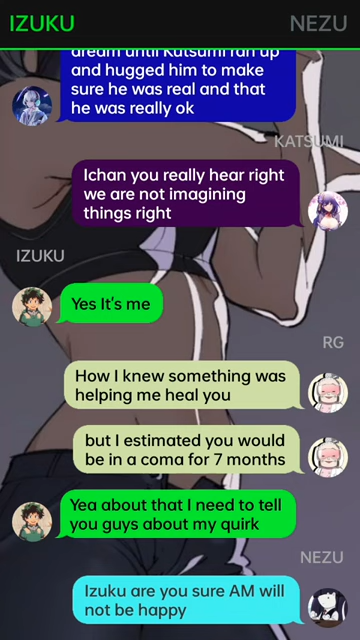 IZUKU NEZU
dream until Katsumi ran up
and hugged him to make
sure he was real and that
he was really ok
KATSUMI
Ichan you really hear right
we are not imagining
things right
IZUKU
Yes It's me
RG
How I knew something was
helping me heal you
but I estimated you would
be in a coma for 7 months
Yea about that I need to tell
you guys about my quirk
NEZU
Izuku are you sure AM will
not be happy